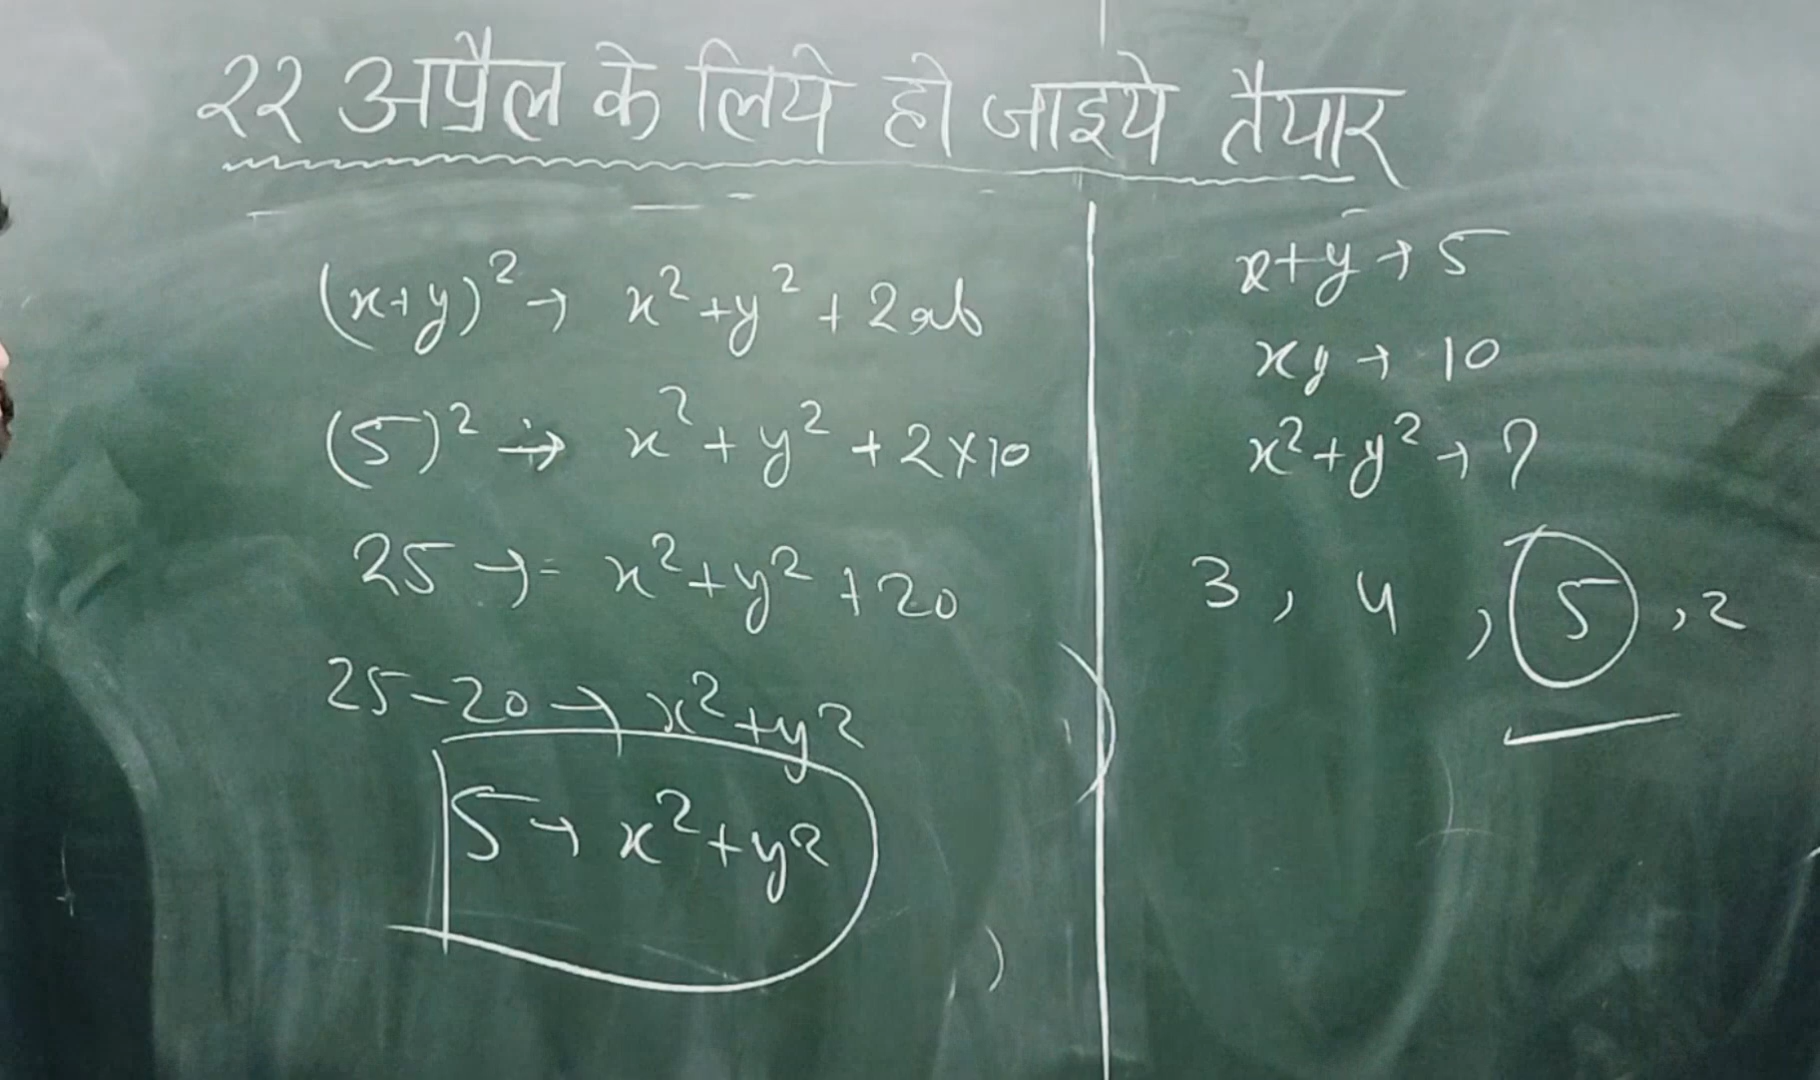 २२ अप्रैल के लिये हो जाइये तैयार
(x+y)² → x²+y²+2ab
(5)² → x²+y²+2×10
25 →= x²+y²+20
25-20 → x²+y²
5 → x²+y²
x+y → 5
xy → 10
x²+y² → ?
3, 4, 5, 2